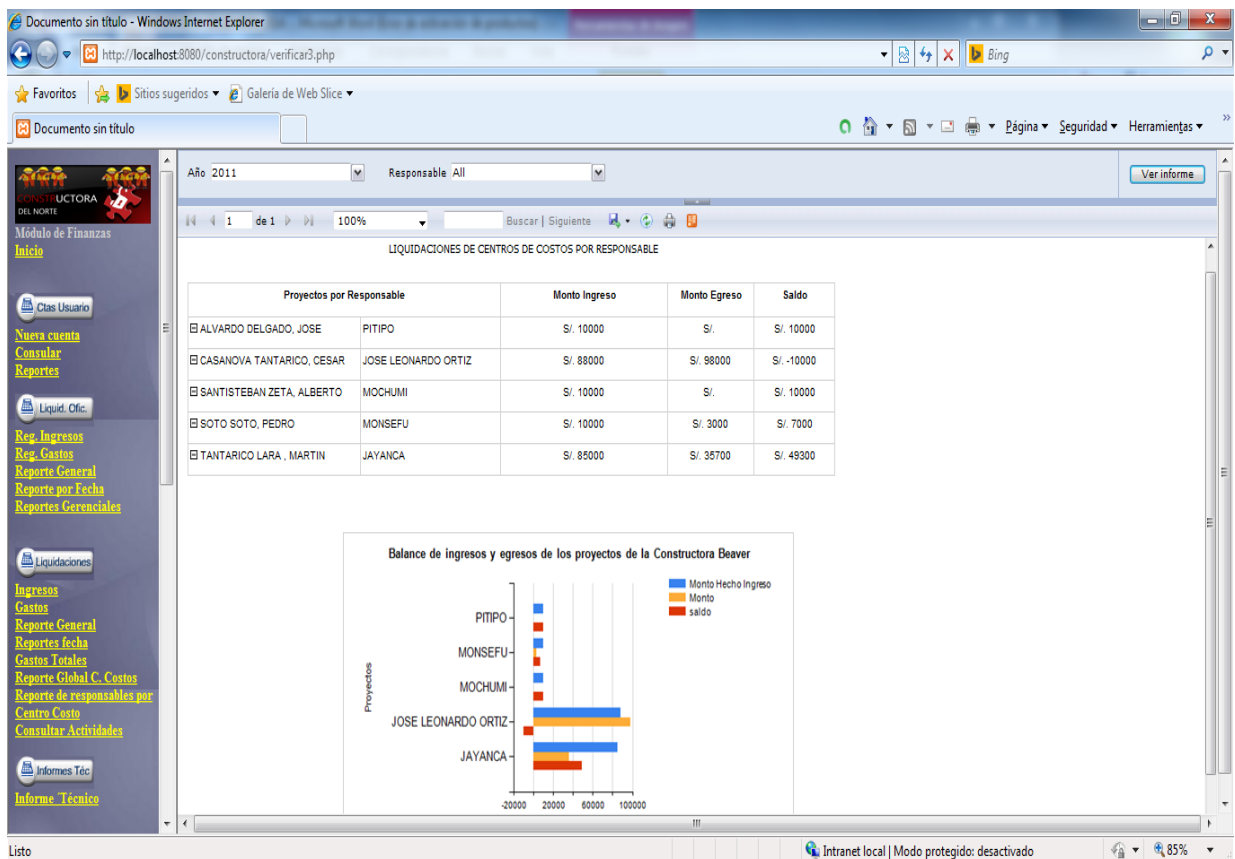 Documento sin título - Windows Internet Explorer
http://localhost:8080/constructora/verificar3.php
Bing
Favoritos
Sitios sugeridos
Galería de Web Slice
Documento sin título
Página
Seguridad
Herramientas
CONSTRUCTORA
DEL NORTE
Módulo de Finanzas
Inicio
Ctas Usuario
Nueva cuenta
Consular
Reportes
Liquid. Ofic.
Reg. Ingresos
Reg. Gastos
Reporte General
Reporte por Fecha
Reportes Gerenciales
Liquidaciones
Ingresos
Gastos
Reporte General
Reportes fecha
Gastos Totales
Reporte Global C. Costos
Reporte de responsables por
Centro Costo
Consultar Actividades
Informes Téc
Informe ´Técnico
Año 2011 Responsable All Ver informe
1 de 1 100% Buscar | Siguiente
LIQUIDACIONES DE CENTROS DE COSTOS POR RESPONSABLE
Proyectos por Responsable Monto Ingreso Monto Egreso Saldo
ALVARDO DELGADO, JOSE PITIPO S/. 10000 S/. S/. 10000
CASANOVA TANTARICO, CESAR JOSE LEONARDO ORTIZ S/. 88000 S/. 98000 S/. -10000
SANTISTEBAN ZETA, ALBERTO MOCHUMI S/. 10000 S/. S/. 10000
SOTO SOTO, PEDRO MONSEFU S/. 10000 S/. 3000 S/. 7000
TANTARICO LARA , MARTIN JAYANCA S/. 85000 S/. 35700 S/. 49300
Balance de ingresos y egresos de los proyectos de la Constructora Beaver
Monto Hecho Ingreso
Monto
saldo
Proyectos
PITIPO
MONSEFU
MOCHUMI
JOSE LEONARDO ORTIZ
JAYANCA
-20000 20000 60000 100000
Listo
Intranet local | Modo protegido: desactivado
85%